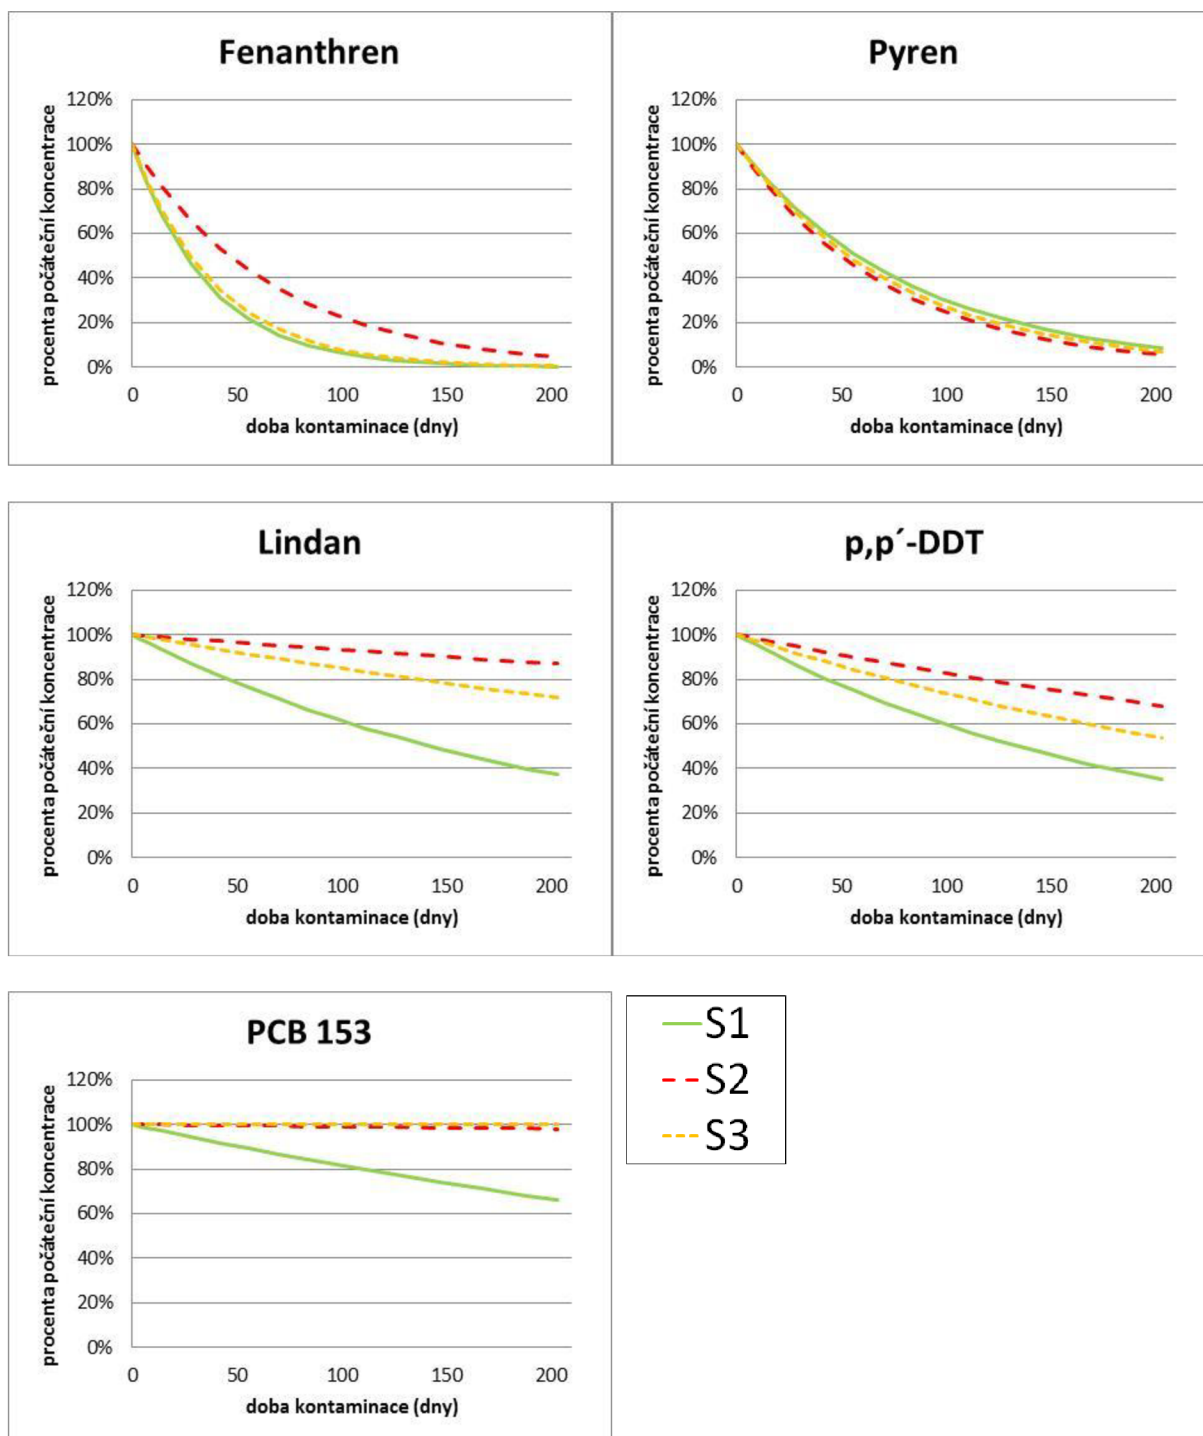 Fenanthren
120%
100%
80%
60%
40%
20%
0%
procenta počáteční koncentrace
0 50 100 150 200
doba kontaminace (dny)
Pyren
120%
100%
80%
60%
40%
20%
0%
procenta počáteční koncentrace
0 50 100 150 200
doba kontaminace (dny)
Lindan
120%
100%
80%
60%
40%
20%
0%
procenta počáteční koncentrace
0 50 100 150 200
doba kontaminace (dny)
p,p´-DDT
120%
100%
80%
60%
40%
20%
0%
procenta počáteční koncentrace
0 50 100 150 200
doba kontaminace (dny)
PCB 153
120%
100%
80%
60%
40%
20%
0%
procenta počáteční koncentrace
0 50 100 150 200
doba kontaminace (dny)
S1
S2
S3